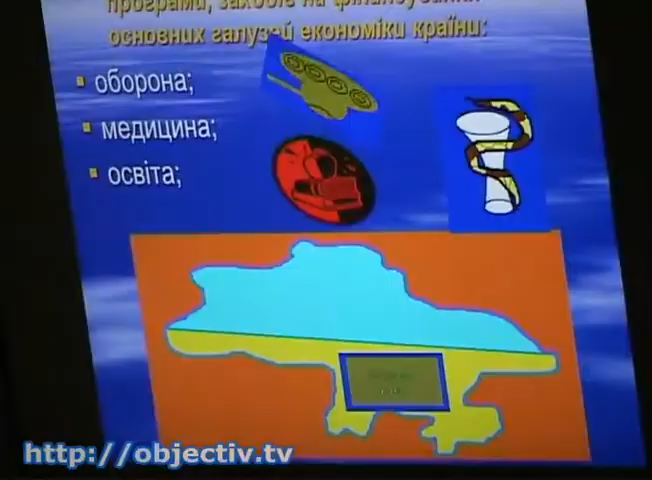 програми, заходів на фінансування
основних галузей економіки країни:
оборона;
медицина;
освіта;
http://objectiv.tv